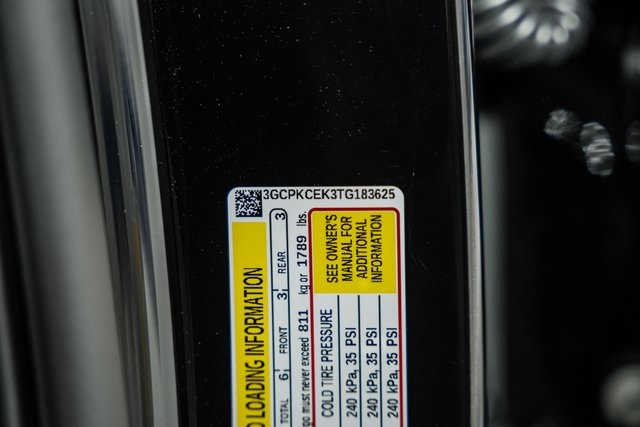 3GCPKCEK3TG183625
LOADING INFORMATION
TOTAL 6 FRONT 3 REAR 3
must never exceed 811 kg or 1789 lbs.
SEE OWNER'S
MANUAL FOR
ADDITIONAL
INFORMATION
COLD TIRE PRESSURE
240 kPa, 35 PSI
240 kPa, 35 PSI
240 kPa, 35 PSI